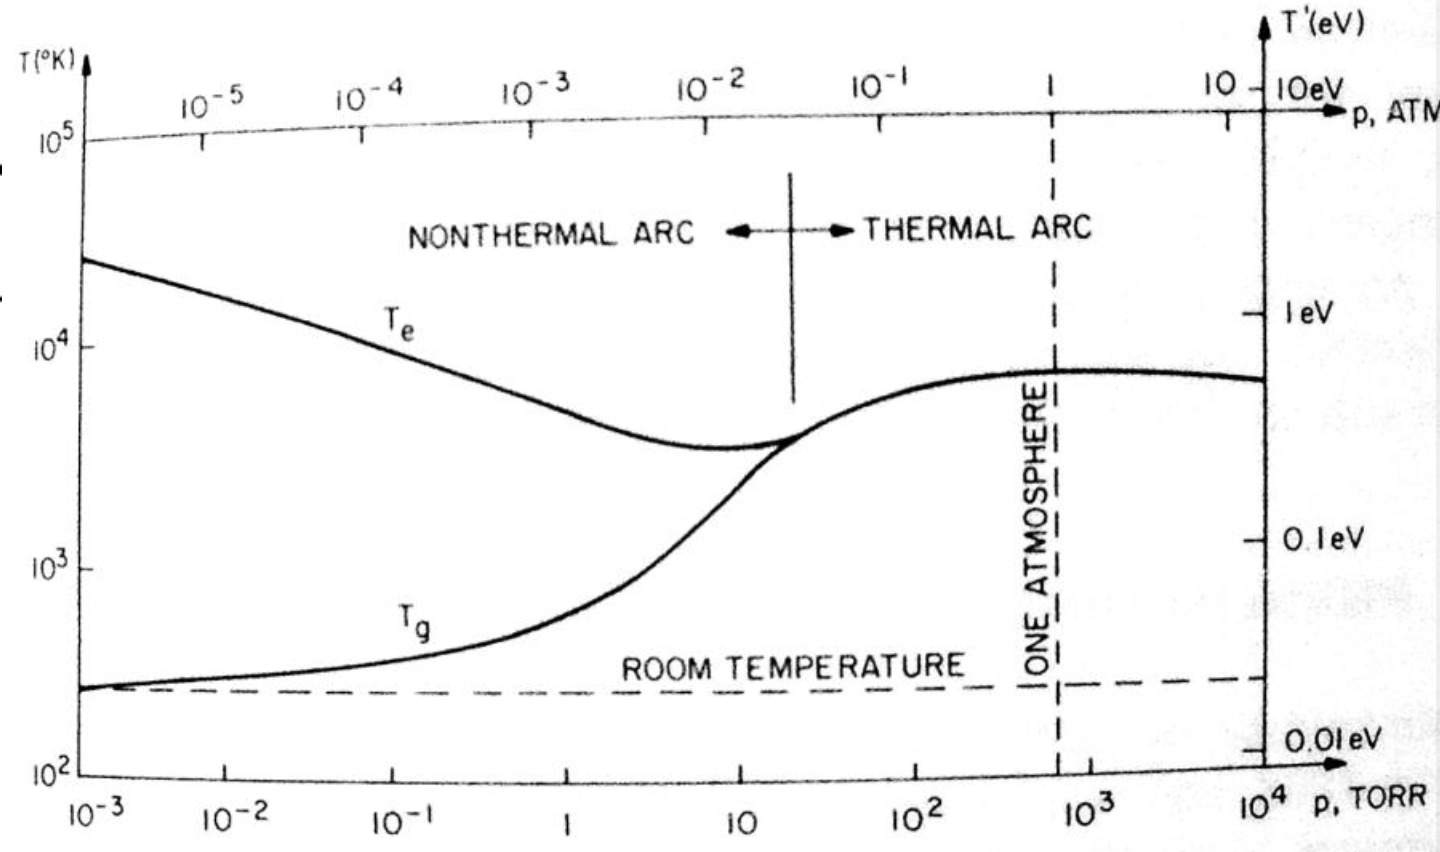 T(°K)
T'(eV)
10⁻⁵ 10⁻⁴ 10⁻³ 10⁻² 10⁻¹ 1 10
10eV
p, ATM
10⁵
NONTHERMAL ARC
THERMAL ARC
1eV
Tₑ
10⁴
ONE ATMOSPHERE
0.1eV
10³
T_g
ROOM TEMPERATURE
0.01eV
10²
10⁻³ 10⁻² 10⁻¹ 1 10 10² 10³ 10⁴
p, TORR